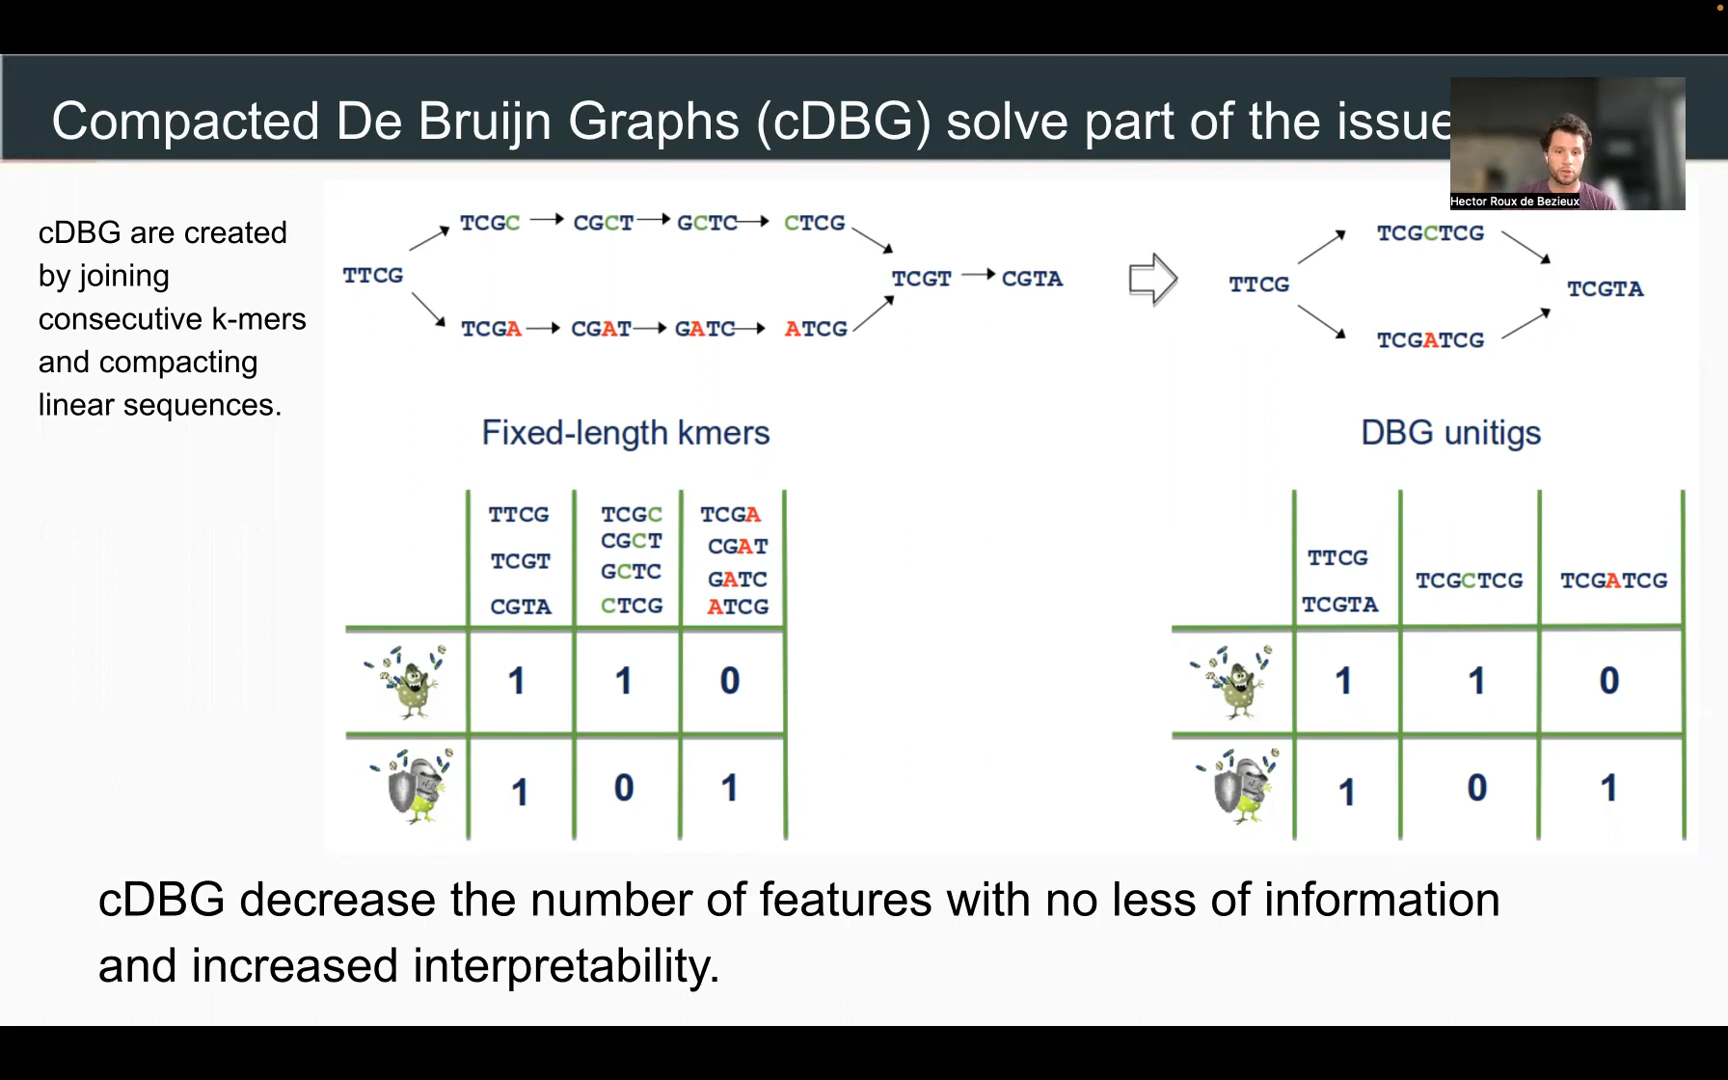 Compacted De Bruijn Graphs (cDBG) solve part of the issue
Hector Roux de Bezieux
cDBG are created
by joining
consecutive k-mers
and compacting
linear sequences.
TCGC CGCT GCTC CTCG
TTCG
TCGT CGTA
TCGA CGAT GATC ATCG
TCGCTCG
TTCG
TCGTA
TCGATCG
Fixed-length kmers
TTCG TCGC TCGA
CGCT CGAT
TCGT GCTC GATC
CGTA CTCG ATCG
1 1 0
1 0 1
DBG unitigs
TTCG
TCGTA TCGCTCG TCGATCG
1 1 0
1 0 1
cDBG decrease the number of features with no less of information
and increased interpretability.